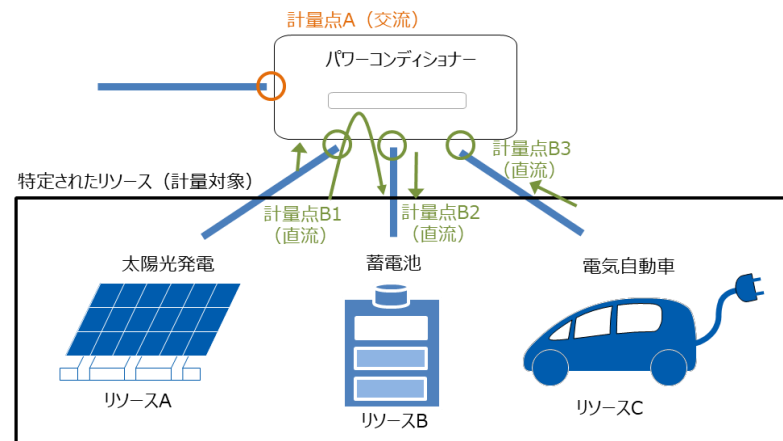 計量点A（交流）
パワーコンディショナー
計量点B3
（直流）
特定されたリソース（計量対象）
計量点B1
（直流）
計量点B2
（直流）
太陽光発電
蓄電池
電気自動車
リソースA
リソースB
リソースC